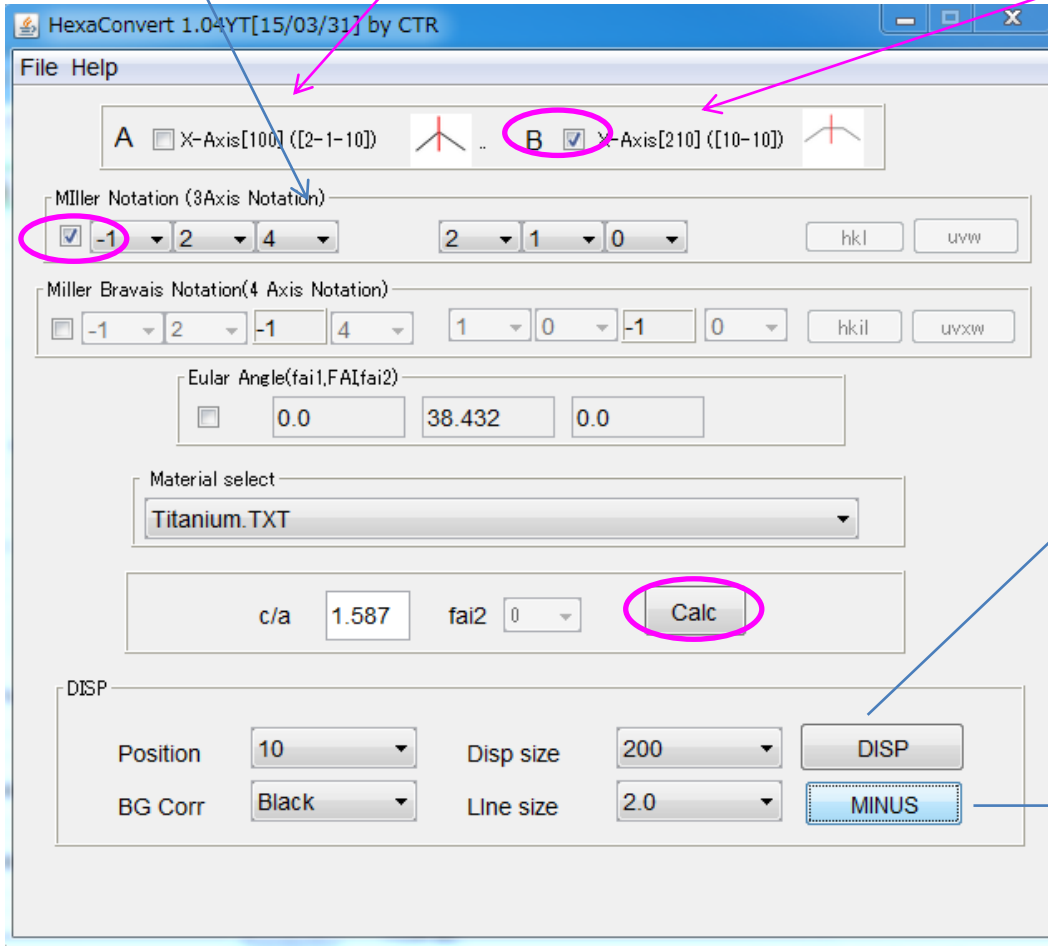 HexaConvert 1.04YT[15/03/31] by CTR
File Help
A X-Axis[100] ([2-1-10]) .. B X-Axis[210] ([10-10])
MIller Notation (3Axis Notation)
-1 2 4 2 1 0 hkl uvw
Miller Bravais Notation(4 Axis Notation)
-1 2 -1 4 1 0 -1 0 hkil uvxw
Eular Angle(fai1,FAI,fai2)
0.0 38.432 0.0
Material select
Titanium.TXT
c/a 1.587 fai2 0 Calc
DISP
Position 10 Disp size 200 DISP
BG Corr Black LIne size 2.0 MINUS